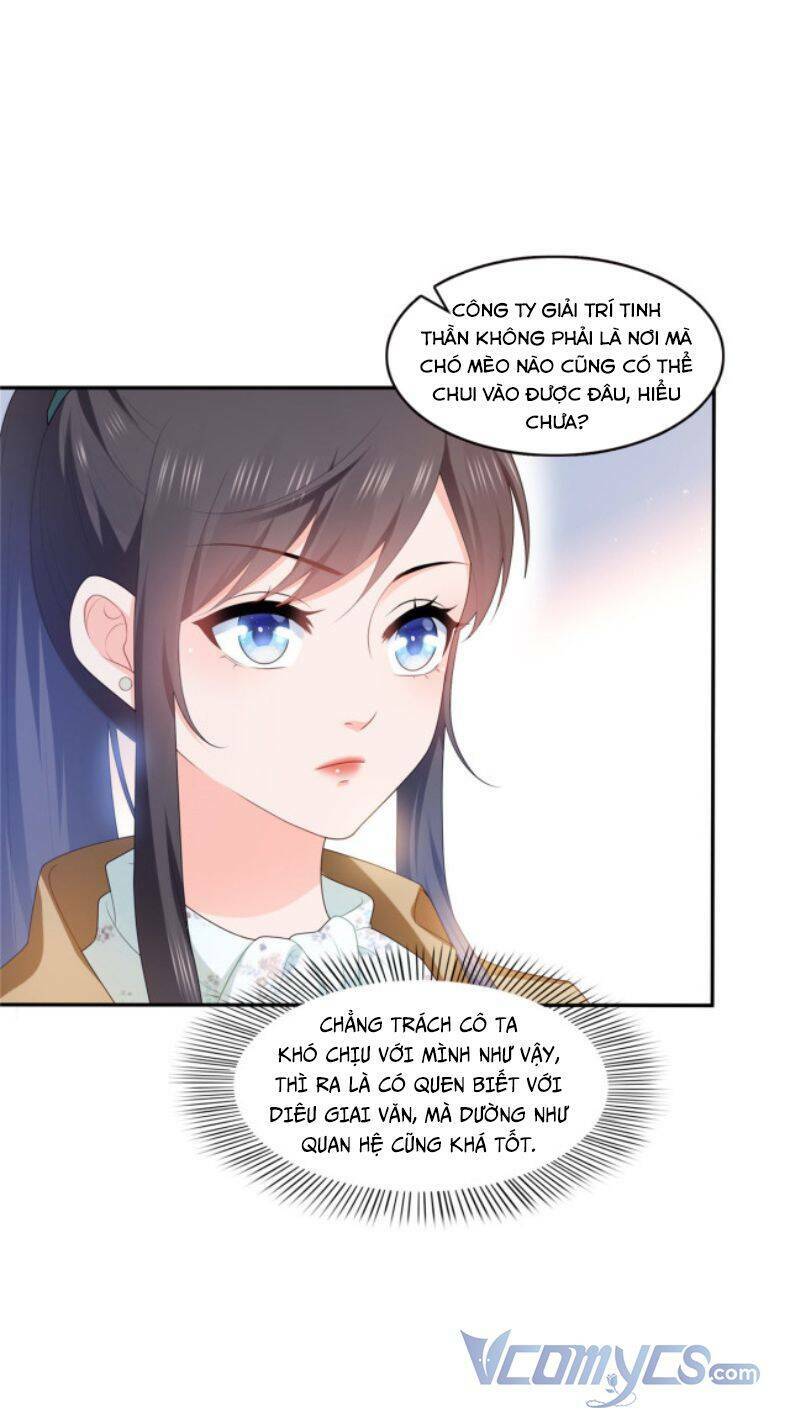 CÔNG TY GIẢI TRÍ TINH
THẦN KHÔNG PHẢI LÀ NƠI MÀ
CHÓ MÈO NÀO CŨNG CÓ THỂ
CHUI VÀO ĐƯỢC ĐÂU, HIỂU
CHƯA?
CHẲNG TRÁCH CÔ TA
KHÓ CHỊU VỚI MÌNH NHƯ VẬY,
THÌ RA LÀ CÓ QUEN BIẾT VỚI
DIÊU GIAI VĂN, MÀ DƯỜNG NHƯ
QUAN HỆ CŨNG KHÁ TỐT.
Vcomycs.com